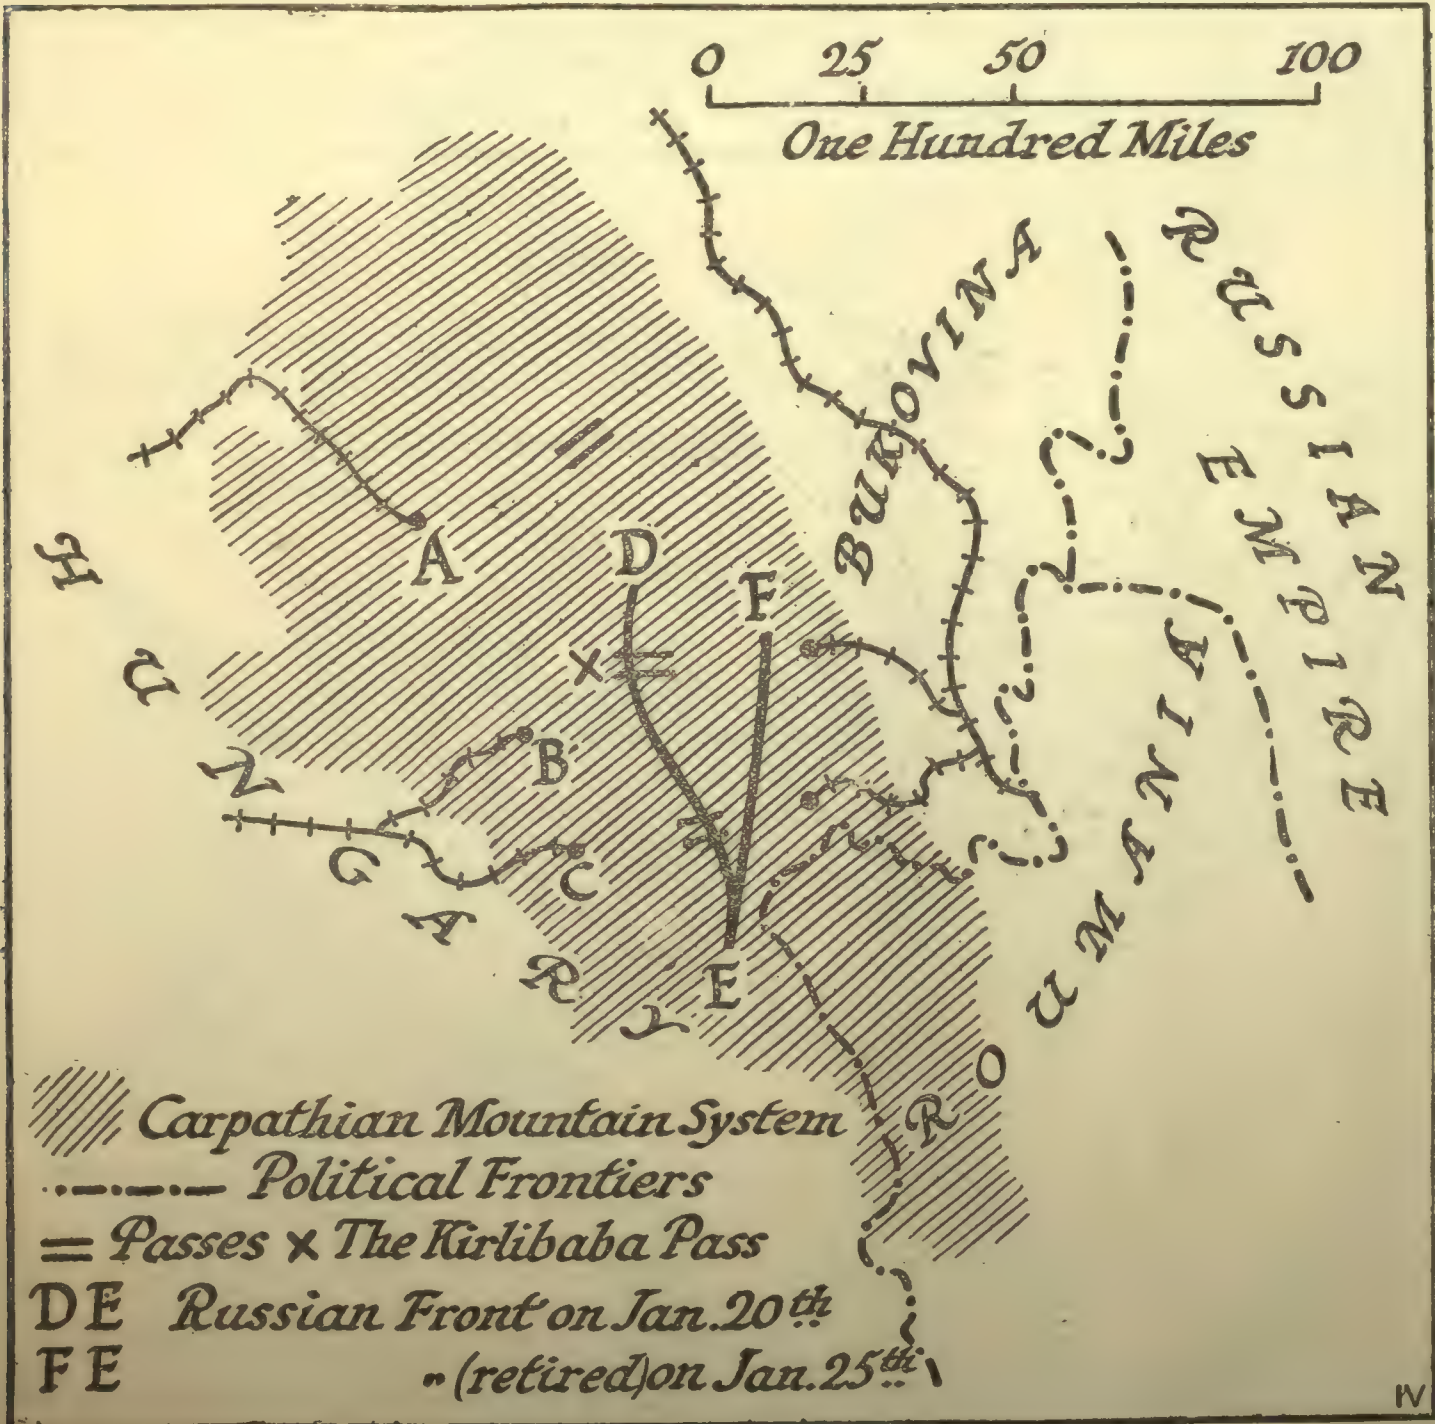 0 25 50 100
One Hundred Miles
BUKOVINA
RUSSIAN
EMPIRE
HUNGARY
ROUMANIA
A
D
F
X
B
C
E
Carpathian Mountain System
Political Frontiers
= Passes × The Kirlibaba Pass
DE Russian Front on Jan. 20th
FE " (retired) on Jan. 25th
IV